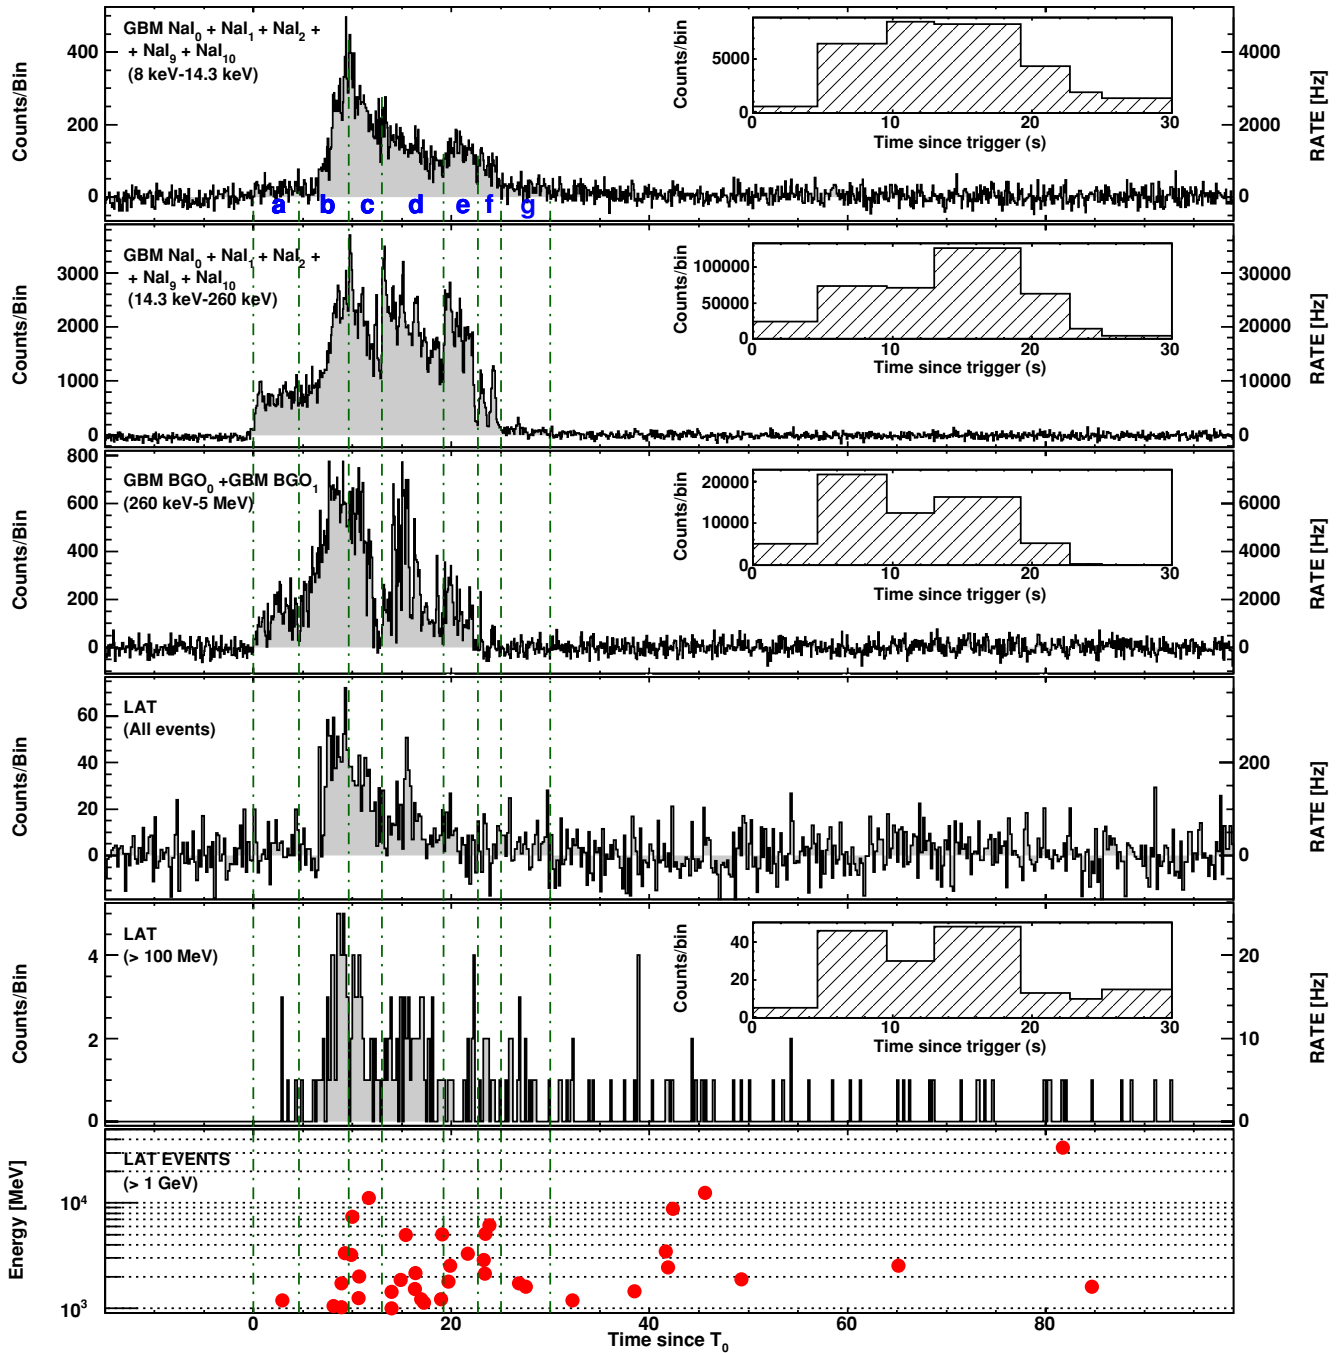 GBM NaI0 + NaI1 + NaI2 +
+ NaI9 + NaI10
(8 keV-14.3 keV)
Counts/Bin
400
200
0
a b c d e f g
Counts/bin
5000
0
0 10 20 30
Time since trigger (s)
4000
2000
0
RATE [Hz]
GBM NaI0 + NaI1 + NaI2 +
+ NaI9 + NaI10
(14.3 keV-260 keV)
Counts/Bin
3000
2000
1000
0
Counts/bin
100000
50000
0
0 10 20 30
Time since trigger (s)
30000
20000
10000
0
RATE [Hz]
GBM BGO0 +GBM BGO1
(260 keV-5 MeV)
Counts/Bin
800
600
400
200
0
Counts/bin
20000
10000
0
0 10 20 30
Time since trigger (s)
6000
4000
2000
0
RATE [Hz]
LAT
(All events)
Counts/Bin
60
40
20
0
200
0
RATE [Hz]
LAT
(> 100 MeV)
Counts/Bin
4
2
0
Counts/bin
40
20
0
0 10 20 30
Time since trigger (s)
20
10
0
RATE [Hz]
LAT EVENTS
(> 1 GeV)
Energy [MeV]
10^4
10^3
0 20 40 60 80
Time since T0